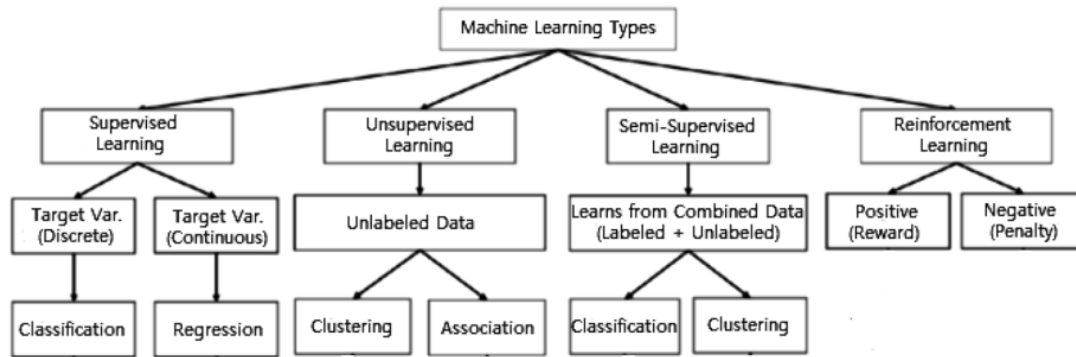 Machine Learning Types
Supervised
Learning
Unsupervised
Learning
Semi-Supervised
Learning
Reinforcement
Learning
Target Var.
(Discrete)
Target Var.
(Continuous)
Unlabeled Data
Learns from Combined Data
(Labeled + Unlabeled)
Positive
(Reward)
Negative
(Penalty)
Classification
Regression
Clustering
Association
Classification
Clustering